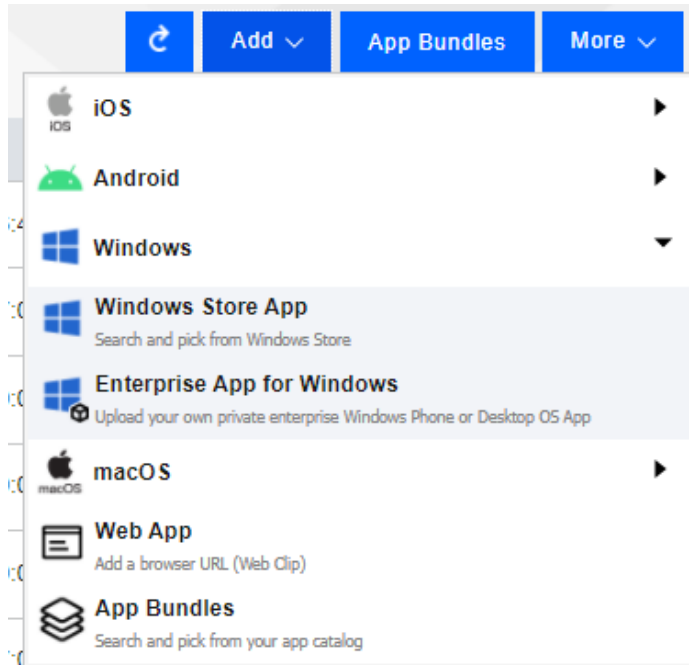 Add
App Bundles
More
iOS
iOS
Android
Windows
Windows Store App
Search and pick from Windows Store
Enterprise App for Windows
Upload your own private enterprise Windows Phone or Desktop OS App
macOS
macOS
Web App
Add a browser URL (Web Clip)
App Bundles
Search and pick from your app catalog